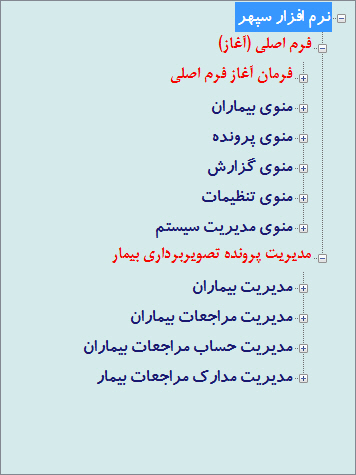 نرم افزار سپهر
فرم اصلی (آغاز)
فرمان آغاز فرم اصلی
منوی بیماران
منوی پرونده
منوی گزارش
منوی تنظیمات
منوی مدیریت سیستم
مدیریت پرونده تصویربرداری بیمار
مدیریت بیماران
مدیریت مراجعات بیماران
مدیریت حساب مراجعات بیماران
مدیریت مدارک مراجعات بیمار